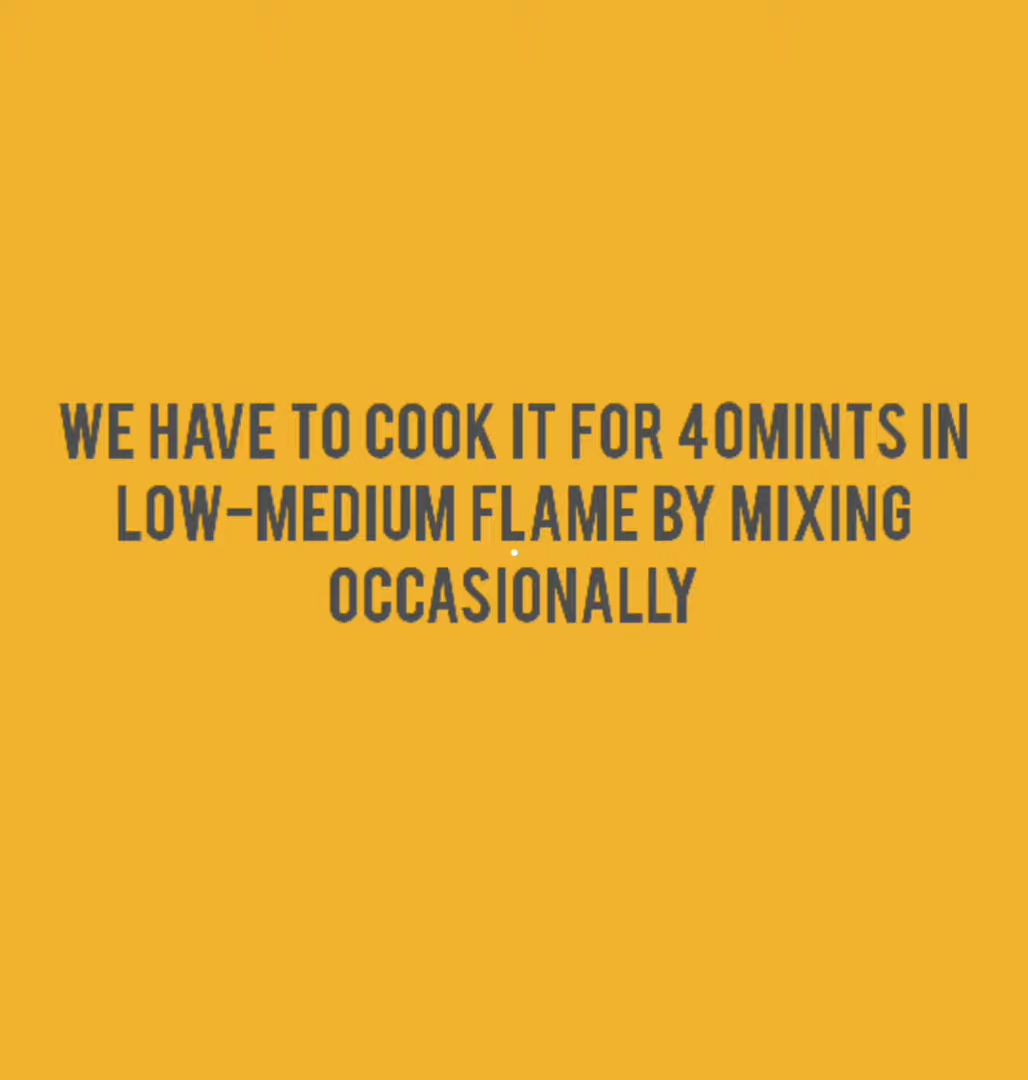 WE HAVE TO COOK IT FOR 40MINTS IN
LOW-MEDIUM FLAME BY MIXING
OCCASIONALLY